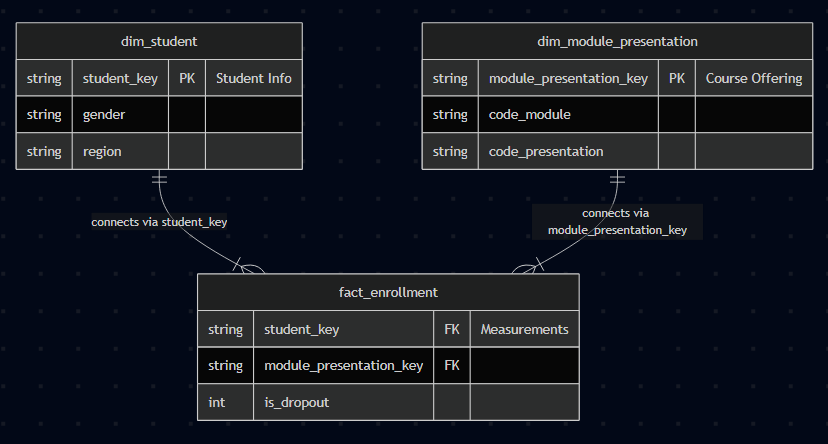 dim_student
string student_key PK Student Info
string gender
string region
dim_module_presentation
string module_presentation_key PK Course Offering
string code_module
string code_presentation
connects via student_key
connects via
module_presentation_key
fact_enrollment
string student_key FK Measurements
string module_presentation_key FK
int is_dropout